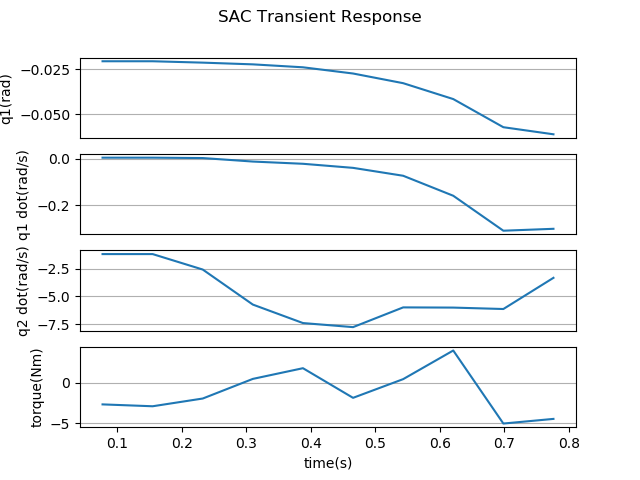 SAC Transient Response
q1(rad)
−0.025
−0.050
q1 dot(rad/s)
0.0
−0.2
q2 dot(rad/s)
−2.5
−5.0
−7.5
torque(Nm)
0
−5
0.1 0.2 0.3 0.4 0.5 0.6 0.7 0.8
time(s)